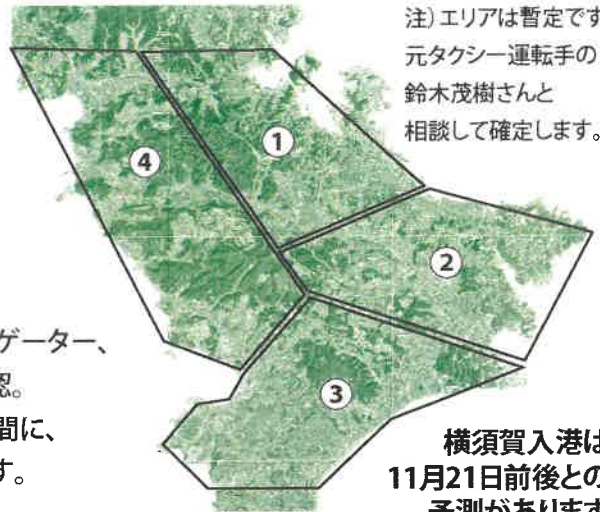 注）エリアは暫定です
元タクシー運転手の
鈴木茂樹さんと
相談して確定します。
1
4
2
3
ゲーター、
認。
間に、
す。
横須賀入港は
11月21日前後との
予測があります